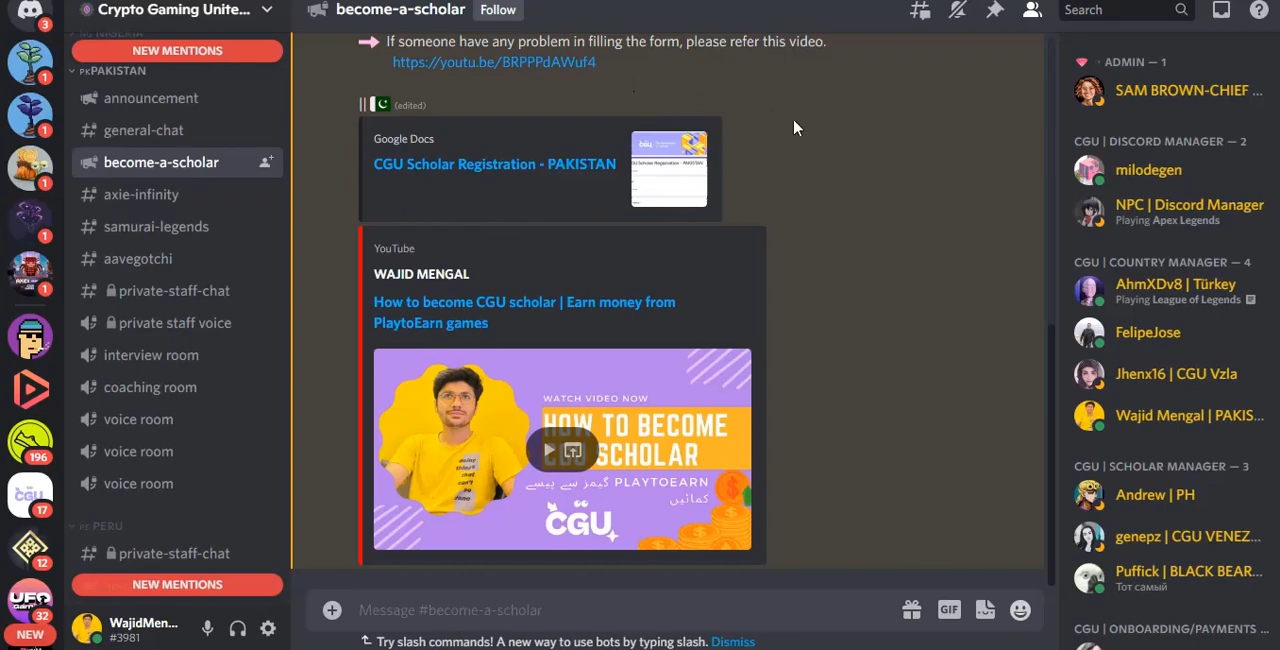 Crypto Gaming Unite...
become-a-scholar
Follow
Search
3
1
1
1
1
1
196
17
12
32
NEW
NEW MENTIONS
PAKISTAN
announcement
general-chat
become-a-scholar
axie-infinity
samurai-legends
aavegotchi
private-staff-chat
private staff voice
interview room
coaching room
voice room
voice room
voice room
PERU
private-staff-chat
NEW MENTIONS
WajidMen...
#3981
If someone have any problem in filling the form, please refer this video.
https://youtu.be/BRPPPdAWuf4
(edited)
Google Docs
CGU Scholar Registration - PAKISTAN
YouTube
WAJID MENGAL
How to become CGU scholar | Earn money from
PlaytoEarn games
WATCH VIDEO NOW
HOW TO BECOME
SCHOLAR
PLAYTOEARN گیمز سے پیسے
کمائیں
CGU
Message #become-a-scholar
GIF
Try slash commands! A new way to use bots by typing slash. Dismiss
ADMIN — 1
SAM BROWN-CHIEF ...
CGU | DISCORD MANAGER — 2
milodegen
NPC | Discord Manager
Playing Apex Legends
CGU | COUNTRY MANAGER — 4
AhmXDv8 | Türkey
Playing League of Legends
FelipeJose
Jhenx16 | CGU Vzla
Wajid Mengal | PAKIS...
CGU | SCHOLAR MANAGER — 3
Andrew | PH
genepz | CGU VENEZ...
Puffick | BLACK BEAR...
Тот самый
CGU | ONBOARDING/PAYMENTS ...